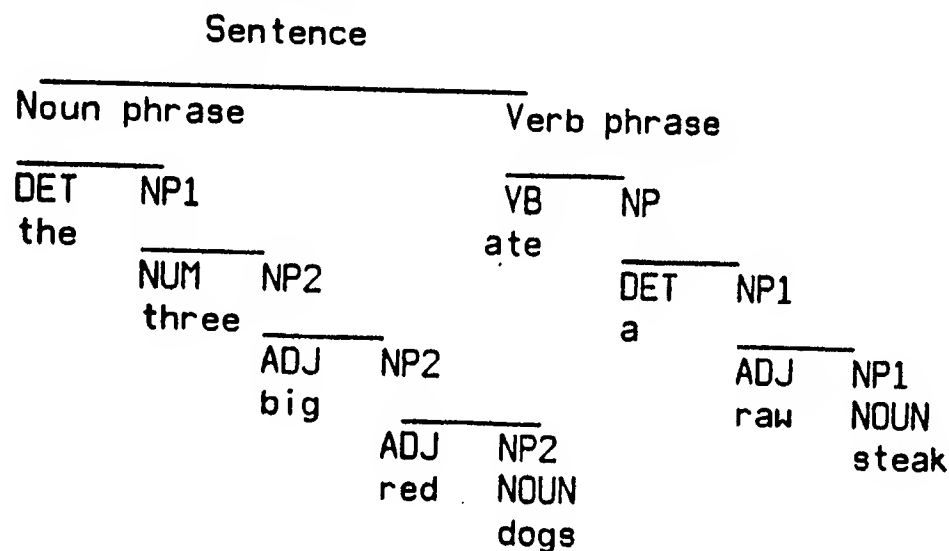 Sentence
Noun phrase Verb phrase
DET NP1 VB NP
the ate
NUM NP2 DET NP1
three a
ADJ NP2 ADJ NP1
big raw NOUN
steak
ADJ NP2
red NOUN
dogs